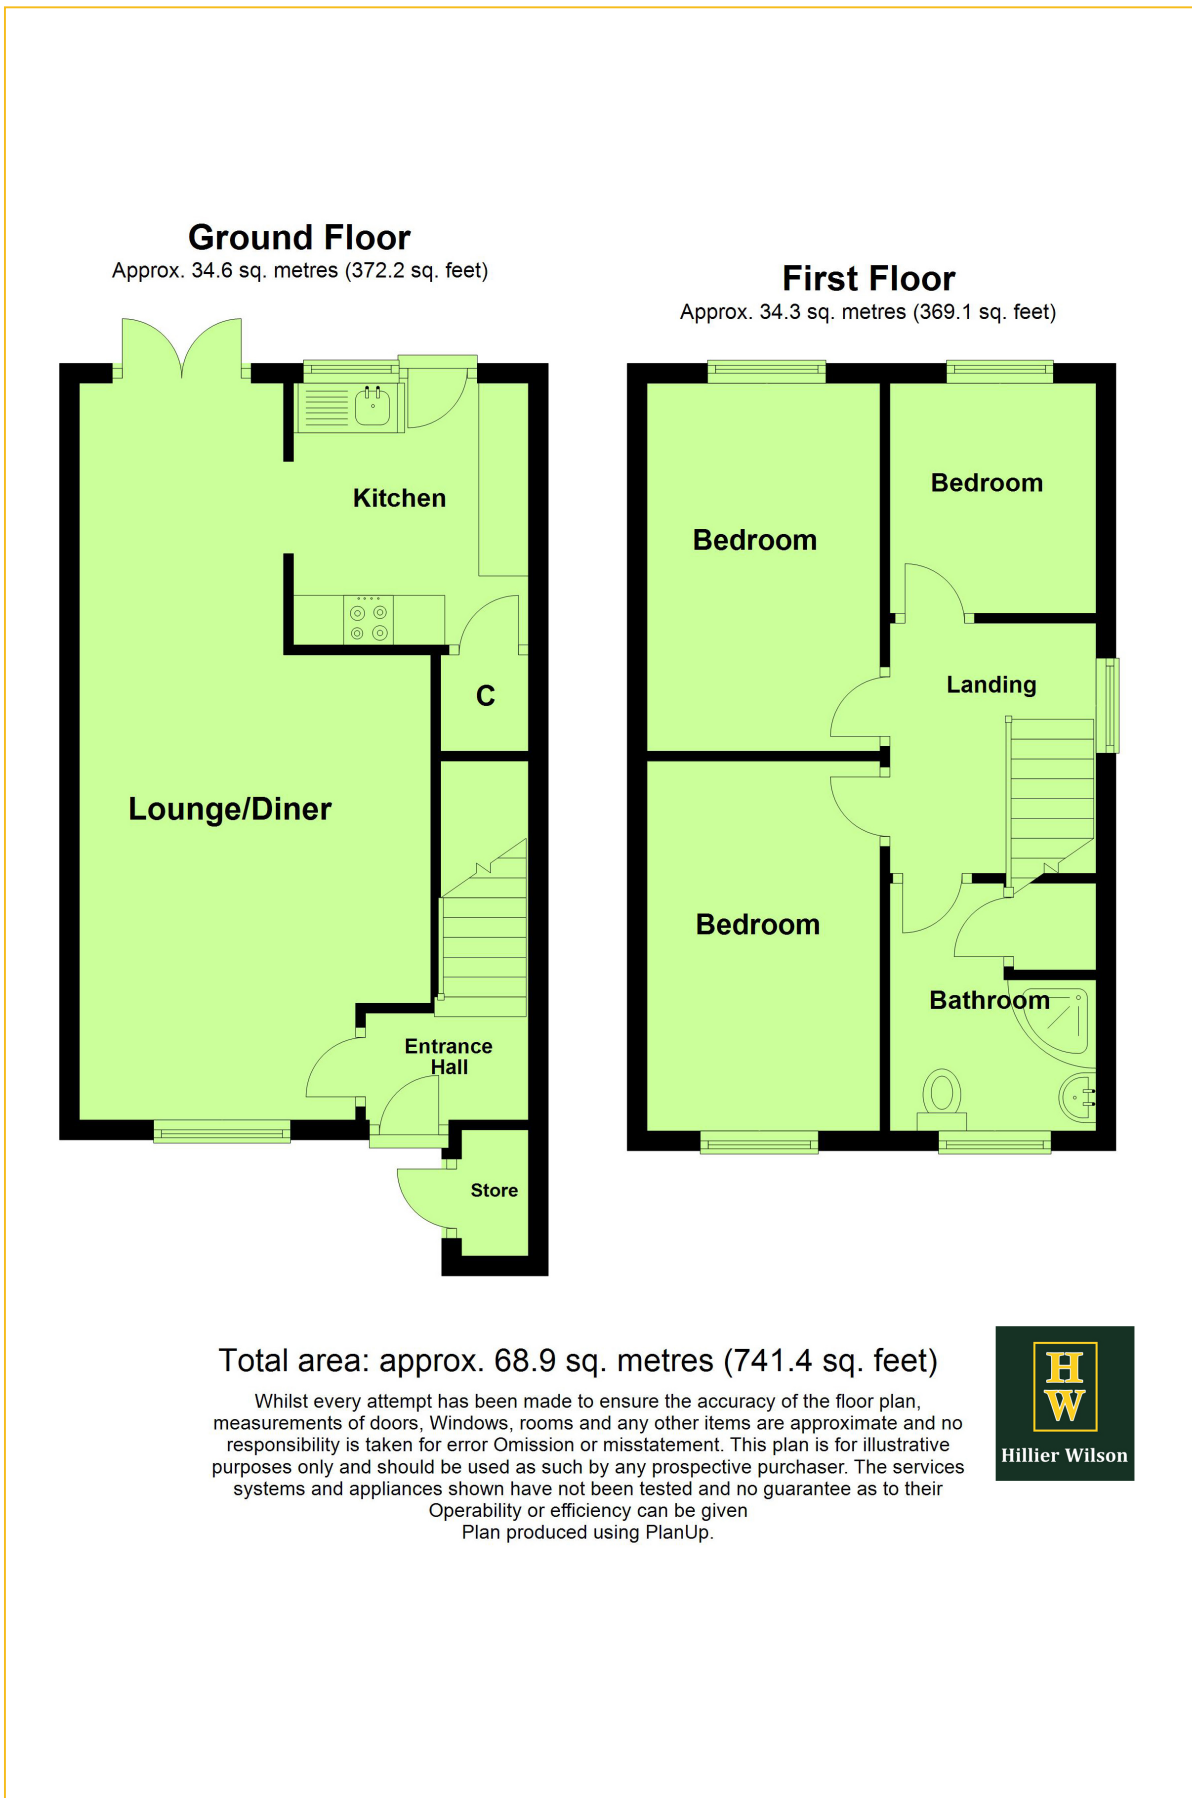 Ground Floor
Approx. 34.6 sq. metres (372.2 sq. feet)
Kitchen
C
Lounge/Diner
Entrance
Hall
Store
First Floor
Approx. 34.3 sq. metres (369.1 sq. feet)
Bedroom
Bedroom
Landing
Bedroom
Bathroom
Total area: approx. 68.9 sq. metres (741.4 sq. feet)
Whilst every attempt has been made to ensure the accuracy of the floor plan,
measurements of doors, Windows, rooms and any other items are approximate and no
responsibility is taken for error Omission or misstatement. This plan is for illustrative
purposes only and should be used as such by any prospective purchaser. The services
systems and appliances shown have not been tested and no guarantee as to their
Operability or efficiency can be given
Plan produced using PlanUp.
H
W
Hillier Wilson